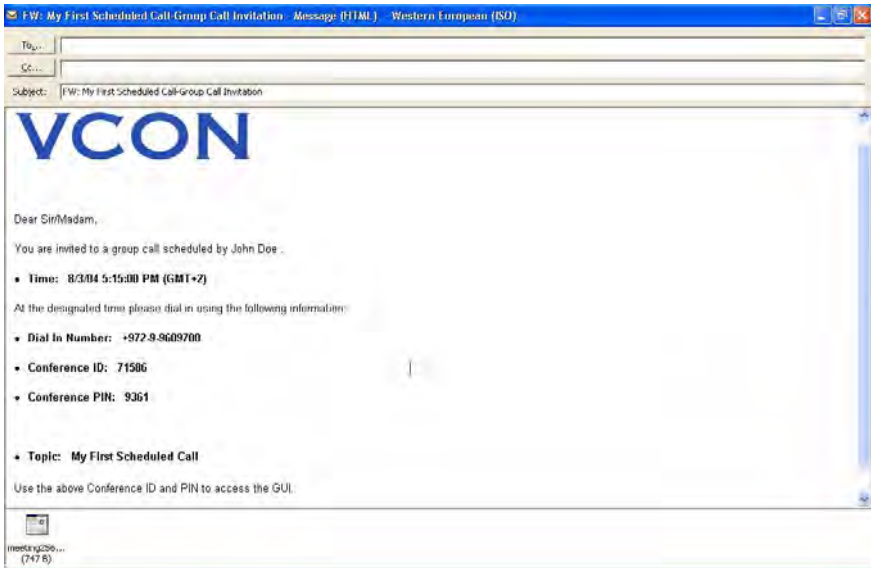 FW: My First Scheduled Call-Group Call Invitation - Message (HTML) - Western European (ISO)
To...
Cc...
Subject: FW: My First Scheduled Call-Group Call Invitation
VCON
Dear Sir/Madam,
You are invited to a group call scheduled by John Doe .
• Time: 8/3/04 5:15:00 PM (GMT+2)
At the designated time please dial in using the following information:
• Dial In Number: +972-9-9609700
• Conference ID: 71586
• Conference PIN: 9361
• Topic: My First Scheduled Call
Use the above Conference ID and PIN to access the GUI.
meeting256...
(747 B)